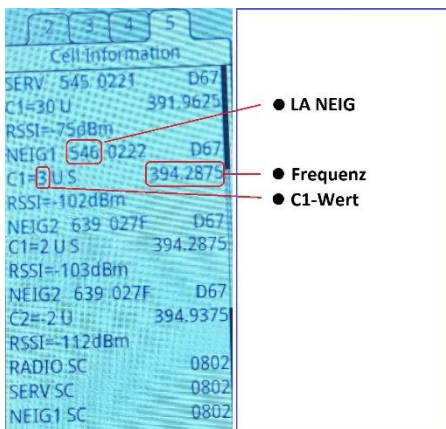 2 3 4 5
Cell Information
SERV 545 0221 D67
C1=30 U 391.9625
RSSI=-75dBm
NEIG1 546 0222 D67
C1=3 U S 394.2875
RSSI=-102dBm
NEIG2 639 027F D67
C1=2 U S 394.2875
RSSI=-103dBm
NEIG2 639 027F D67
C2=-2 U 394.9375
RSSI=-112dBm
RADIO SC 0802
SERV SC 0802
NEIG1 SC 0802
● LA NEIG
● Frequenz
● C1-Wert